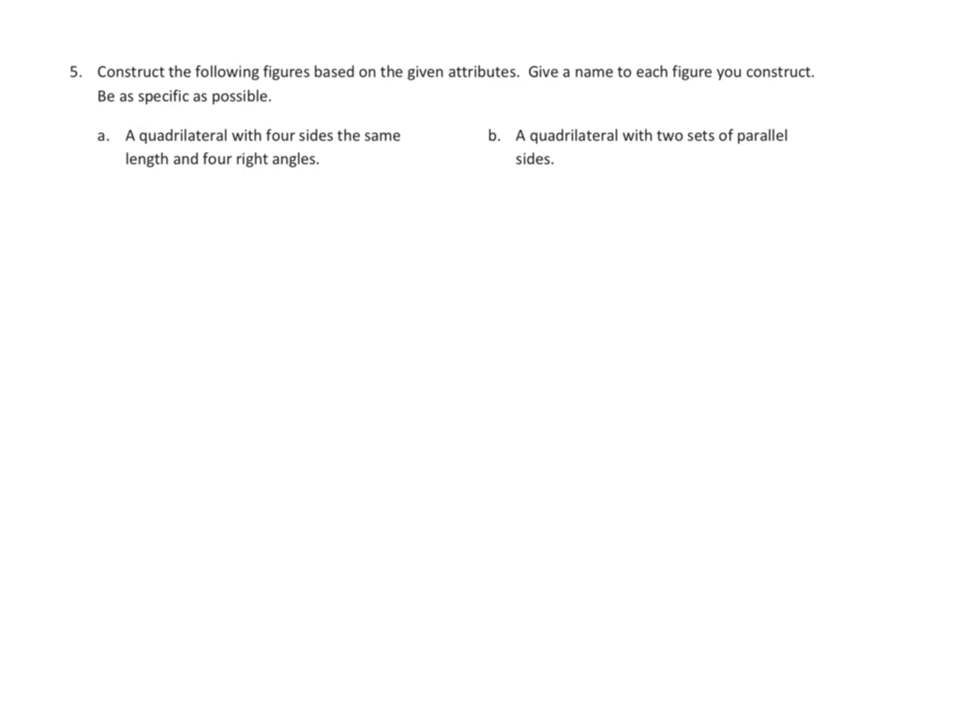 5. Construct the following figures based on the given attributes. Give a name to each figure you construct.
Be as specific as possible.
a. A quadrilateral with four sides the same
length and four right angles.
b. A quadrilateral with two sets of parallel
sides.